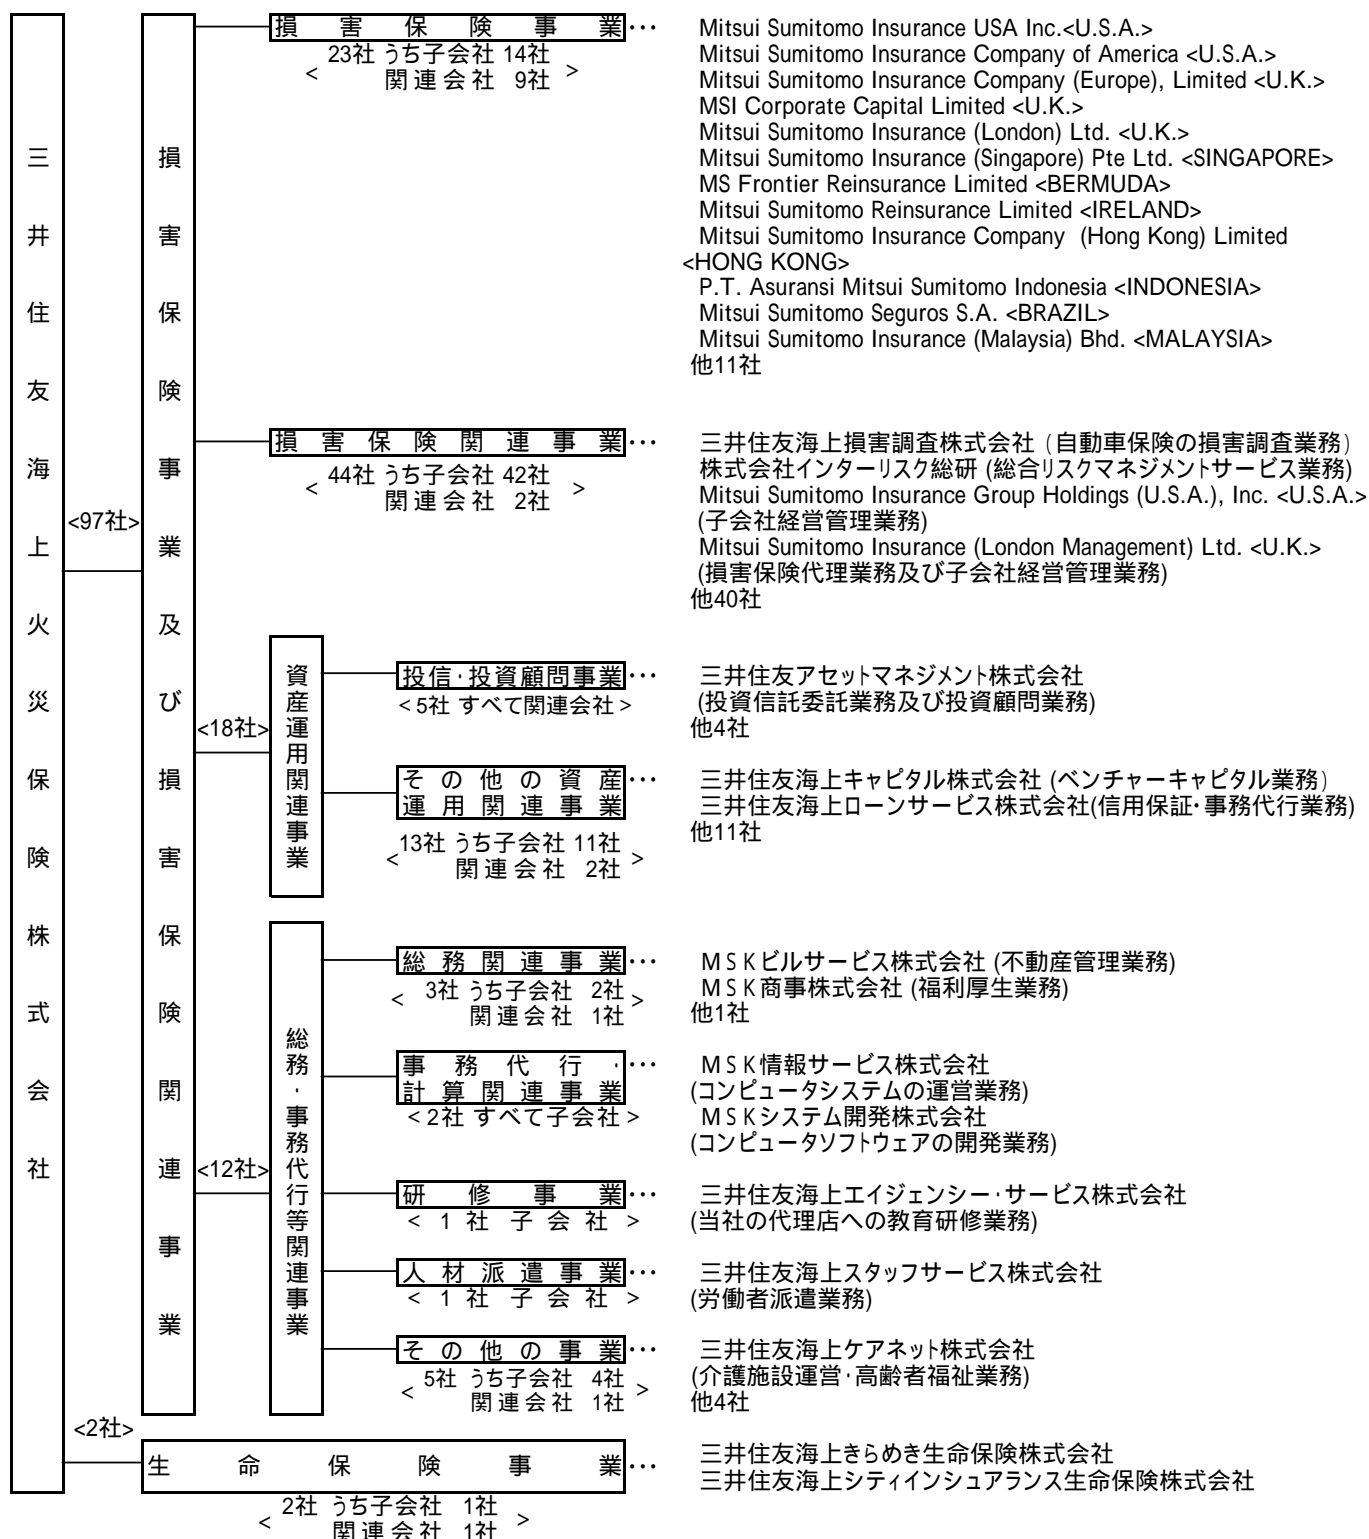 三井住友海上火災保険株式会社
<97社>
損害保険事業及び損害保険関連事業
損害保険事業…
<23社 うち子会社 14社
関連会社 9社>
Mitsui Sumitomo Insurance USA Inc.<U.S.A.>
Mitsui Sumitomo Insurance Company of America <U.S.A.>
Mitsui Sumitomo Insurance Company (Europe), Limited <U.K.>
MSI Corporate Capital Limited <U.K.>
Mitsui Sumitomo Insurance (London) Ltd. <U.K.>
Mitsui Sumitomo Insurance (Singapore) Pte Ltd. <SINGAPORE>
MS Frontier Reinsurance Limited <BERMUDA>
Mitsui Sumitomo Reinsurance Limited <IRELAND>
Mitsui Sumitomo Insurance Company (Hong Kong) Limited
<HONG KONG>
P.T. Asuransi Mitsui Sumitomo Indonesia <INDONESIA>
Mitsui Sumitomo Seguros S.A. <BRAZIL>
Mitsui Sumitomo Insurance (Malaysia) Bhd. <MALAYSIA>
他11社
損害保険関連事業…
<44社 うち子会社 42社
関連会社 2社>
三井住友海上損害調査株式会社 (自動車保険の損害調査業務)
株式会社インターリスク総研 (総合リスクマネジメントサービス業務)
Mitsui Sumitomo Insurance Group Holdings (U.S.A.), Inc. <U.S.A.>
(子会社経営管理業務)
Mitsui Sumitomo Insurance (London Management) Ltd. <U.K.>
(損害保険代理業務及び子会社経営管理業務)
他40社
<18社>
資産運用関連事業
投信・投資顧問事業…
<5社 すべて関連会社>
三井住友アセットマネジメント株式会社
(投資信託委託業務及び投資顧問業務)
他4社
その他の資産…
運用関連事業
<13社 うち子会社 11社
関連会社 2社>
三井住友海上キャピタル株式会社 (ベンチャーキャピタル業務)
三井住友海上ローンサービス株式会社(信用保証・事務代行業務)
他11社
<12社>
総務・事務代行等関連事業
総務関連事業…
<3社 うち子会社 2社
関連会社 1社>
MSKビルサービス株式会社 (不動産管理業務)
MSK商事株式会社 (福利厚生業務)
他1社
事務代行・…
計算関連事業
<2社 すべて子会社>
MSK情報サービス株式会社
(コンピュータシステムの運営業務)
MSKシステム開発株式会社
(コンピュータソフトウェアの開発業務)
研修事業…
<1社 子会社>
三井住友海上エイジェンシー・サービス株式会社
(当社の代理店への教育研修業務)
人材派遣事業…
<1社 子会社>
三井住友海上スタッフサービス株式会社
(労働者派遣業務)
その他の事業…
<5社 うち子会社 4社
関連会社 1社>
三井住友海上ケアネット株式会社
(介護施設運営・高齢者福祉業務)
他4社
<2社>
生命保険事業…
<2社 うち子会社 1社
関連会社 1社>
三井住友海上きらめき生命保険株式会社
三井住友海上シティインシュアランス生命保険株式会社